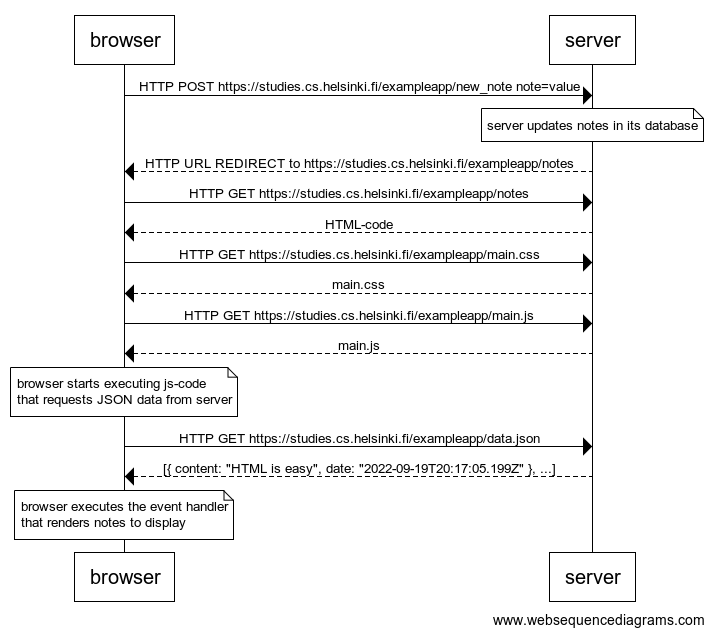 browser
server
HTTP POST https://studies.cs.helsinki.fi/exampleapp/new_note note=value
server updates notes in its database
HTTP URL REDIRECT to https://studies.cs.helsinki.fi/exampleapp/notes
HTTP GET https://studies.cs.helsinki.fi/exampleapp/notes
HTML-code
HTTP GET https://studies.cs.helsinki.fi/exampleapp/main.css
main.css
HTTP GET https://studies.cs.helsinki.fi/exampleapp/main.js
main.js
browser starts executing js-code
that requests JSON data from server
HTTP GET https://studies.cs.helsinki.fi/exampleapp/data.json
[{ content: "HTML is easy", date: "2022-09-19T20:17:05.199Z" }, ...]
browser executes the event handler
that renders notes to display
browser
server
www.websequencediagrams.com